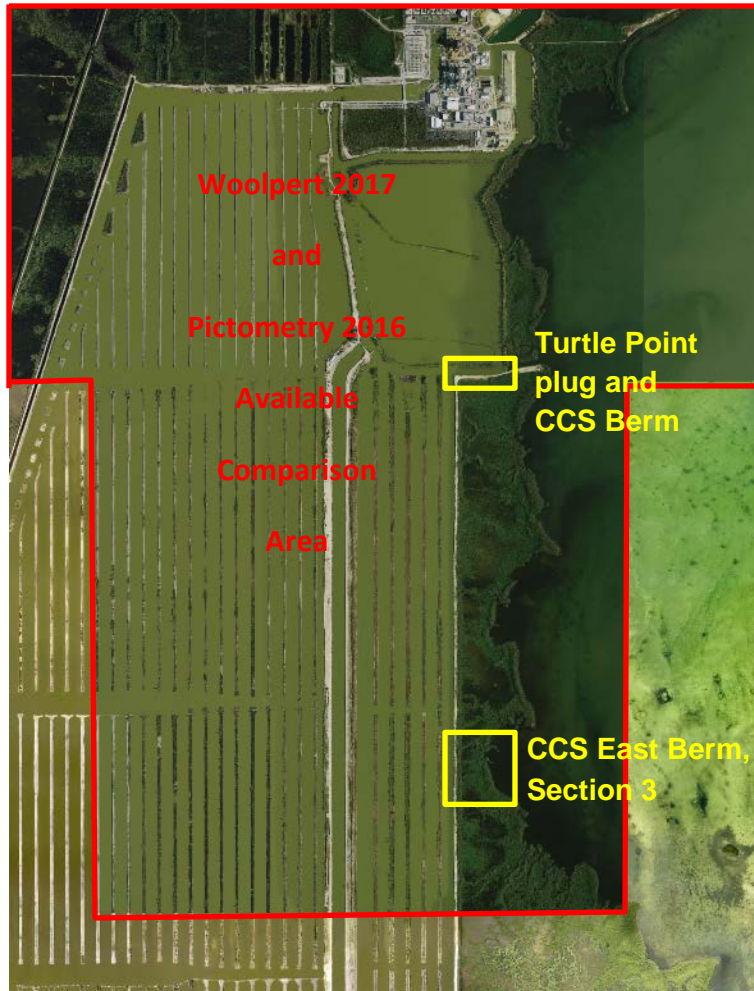 Woolpert 2017
and
Pictometry 2016
Available
Comparison
Area
Turtle Point
plug and
CCS Berm
CCS East Berm,
Section 3